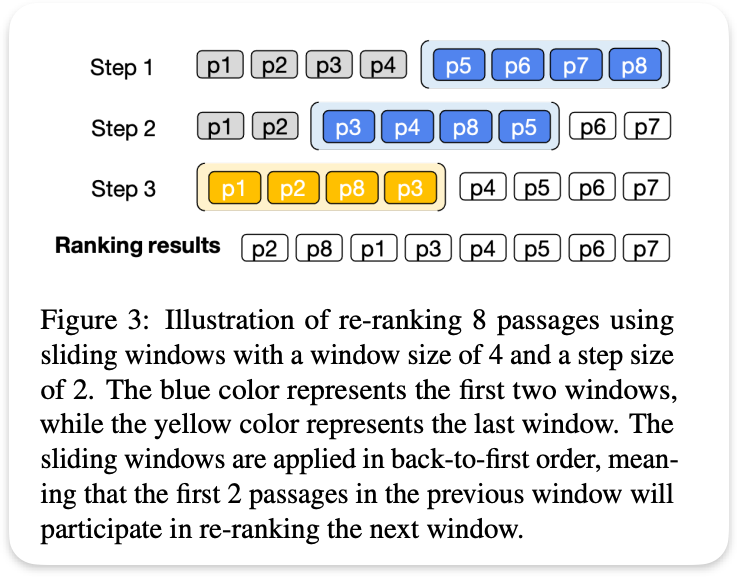 Step 1 p1 p2 p3 p4 p5 p6 p7 p8
Step 2 p1 p2 p3 p4 p8 p5 p6 p7
Step 3 p1 p2 p8 p3 p4 p5 p6 p7
Ranking results p2 p8 p1 p3 p4 p5 p6 p7
Figure 3: Illustration of re-ranking 8 passages using
sliding windows with a window size of 4 and a step size
of 2. The blue color represents the first two windows,
while the yellow color represents the last window. The
sliding windows are applied in back-to-first order, mean-
ing that the first 2 passages in the previous window will
participate in re-ranking the next window.